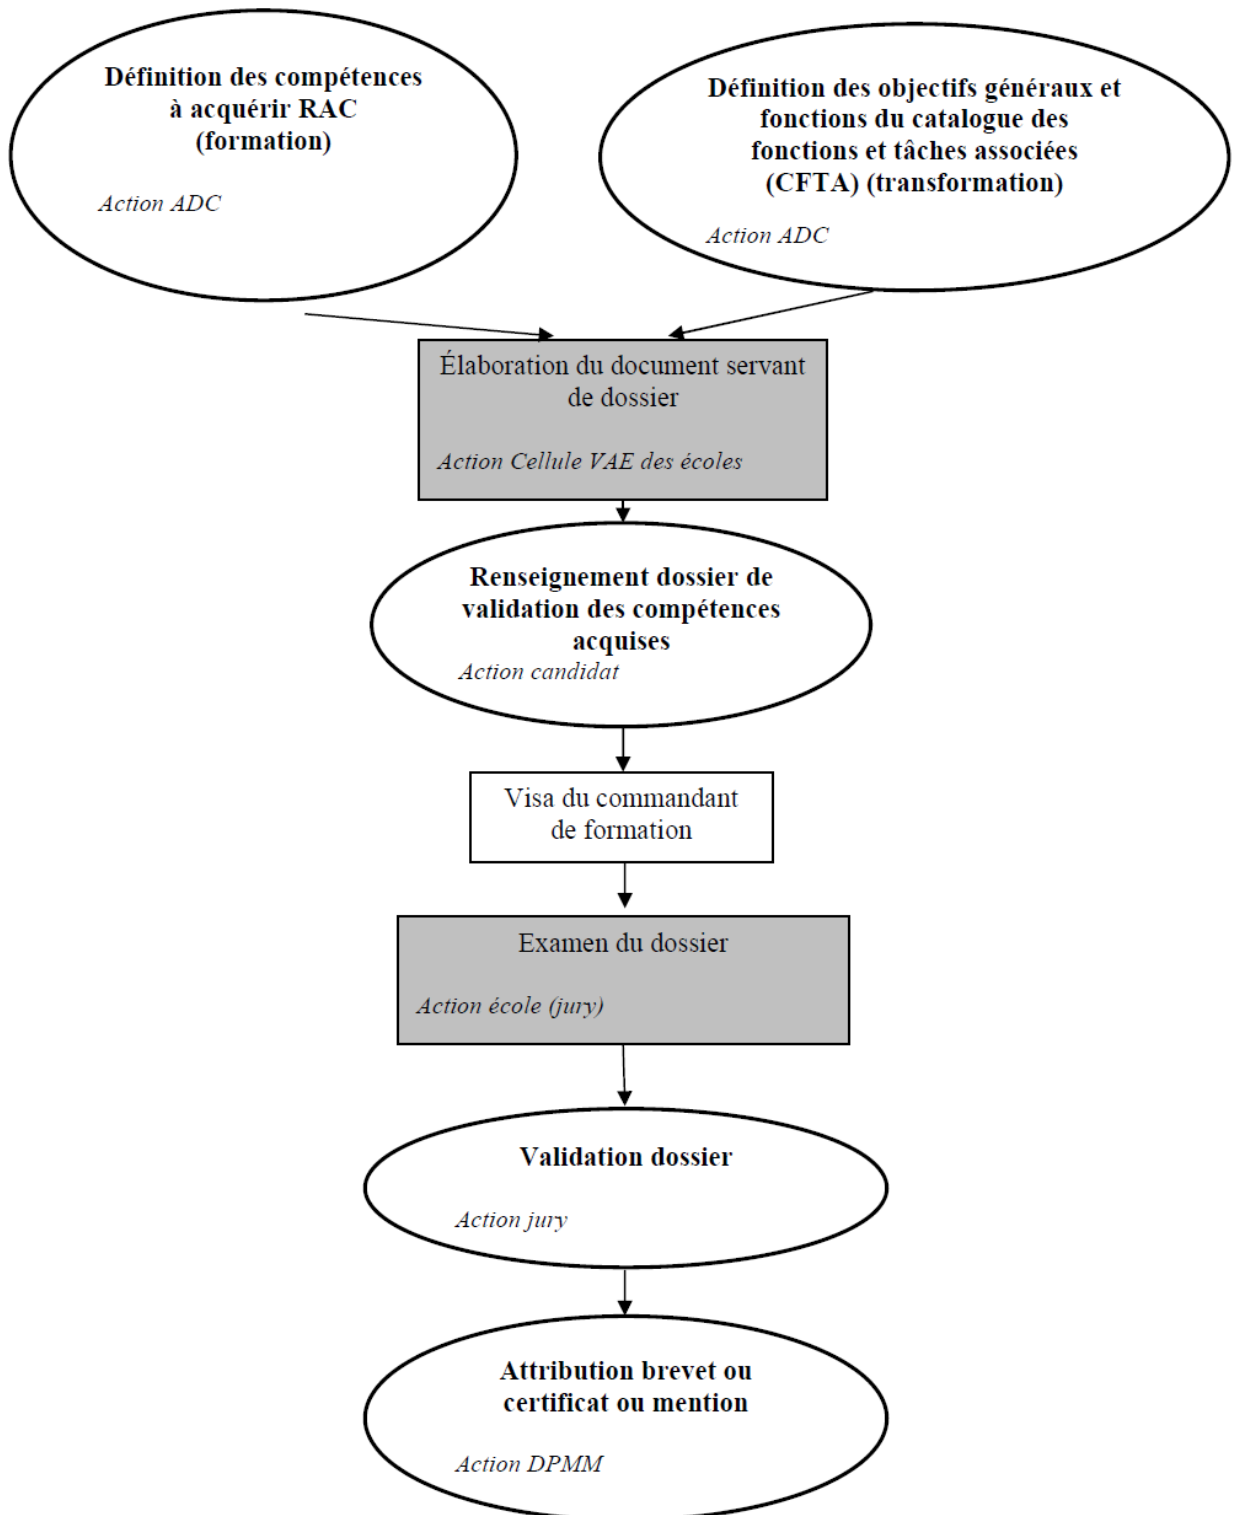 Définition des compétences
à acquérir RAC
(formation)
Action ADC
Définition des objectifs généraux et
fonctions du catalogue des
fonctions et tâches associées
(CFTA) (transformation)
Action ADC
Élaboration du document servant
de dossier
Action Cellule VAE des écoles
Renseignement dossier de
validation des compétences
acquises
Action candidat
Visa du commandant
de formation
Examen du dossier
Action école (jury)
Validation dossier
Action jury
Attribution brevet ou
certificat ou mention
Action DPMM